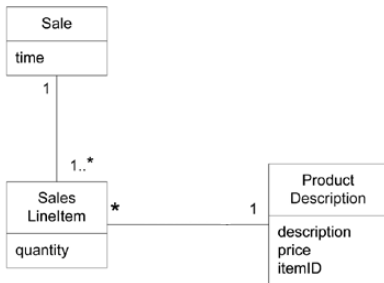 Sale
time
1
1..*
Sales
LineItem
quantity
*
1
Product
Description
description
price
itemID